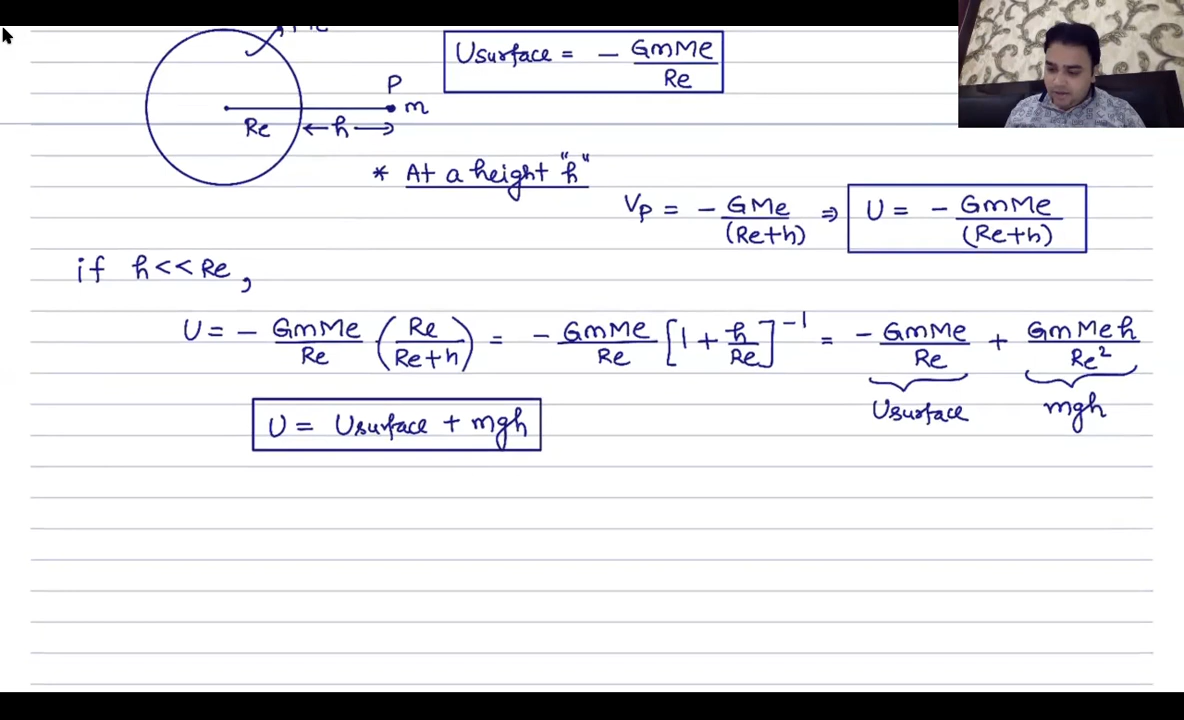 Usurface = - GmMe/Re
P
m
Re
h
* At a height "h"
Vp = - GMe/(Re+h) ⇒ U = - GmMe/(Re+h)
if h<<Re,
U = - GmMe/Re (Re/Re+h) = - GmMe/Re [1 + h/Re]^-1 = - GmMe/Re + GmMeh/Re²
Usurface mgh
U = Usurface + mgh